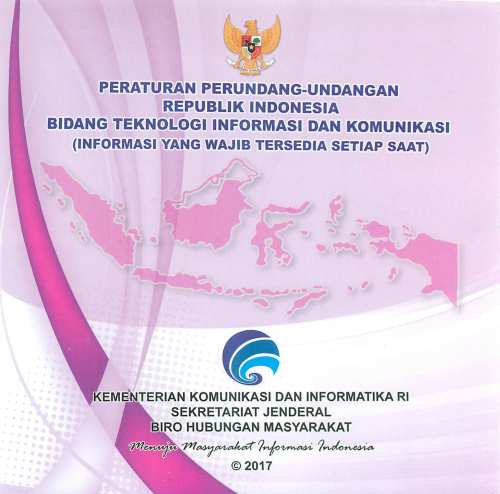 PERATURAN PERUNDANG-UNDANGAN
REPUBLIK INDONESIA
BIDANG TEKNOLOGI INFORMASI DAN KOMUNIKASI
(INFORMASI YANG WAJIB TERSEDIA SETIAP SAAT)
KEMENTERIAN KOMUNIKASI DAN INFORMATIKA RI
SEKRETARIAT JENDERAL
BIRO HUBUNGAN MASYARAKAT
Menuju Masyarakat Informasi Indonesia
© 2017